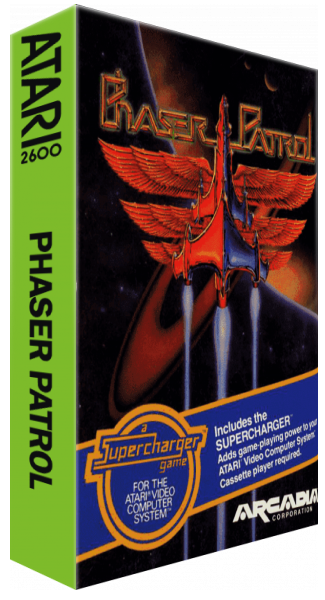 ATARI
2600
PHASER PATROL
PHASER PATROL
a
Supercharger
game
FOR THE
ATARI® VIDEO
COMPUTER
SYSTEM™
Includes the
SUPERCHARGER™
Adds game-playing power to your
ATARI® Video Computer System™
Cassette player required.
ARCADIA
CORPORATION